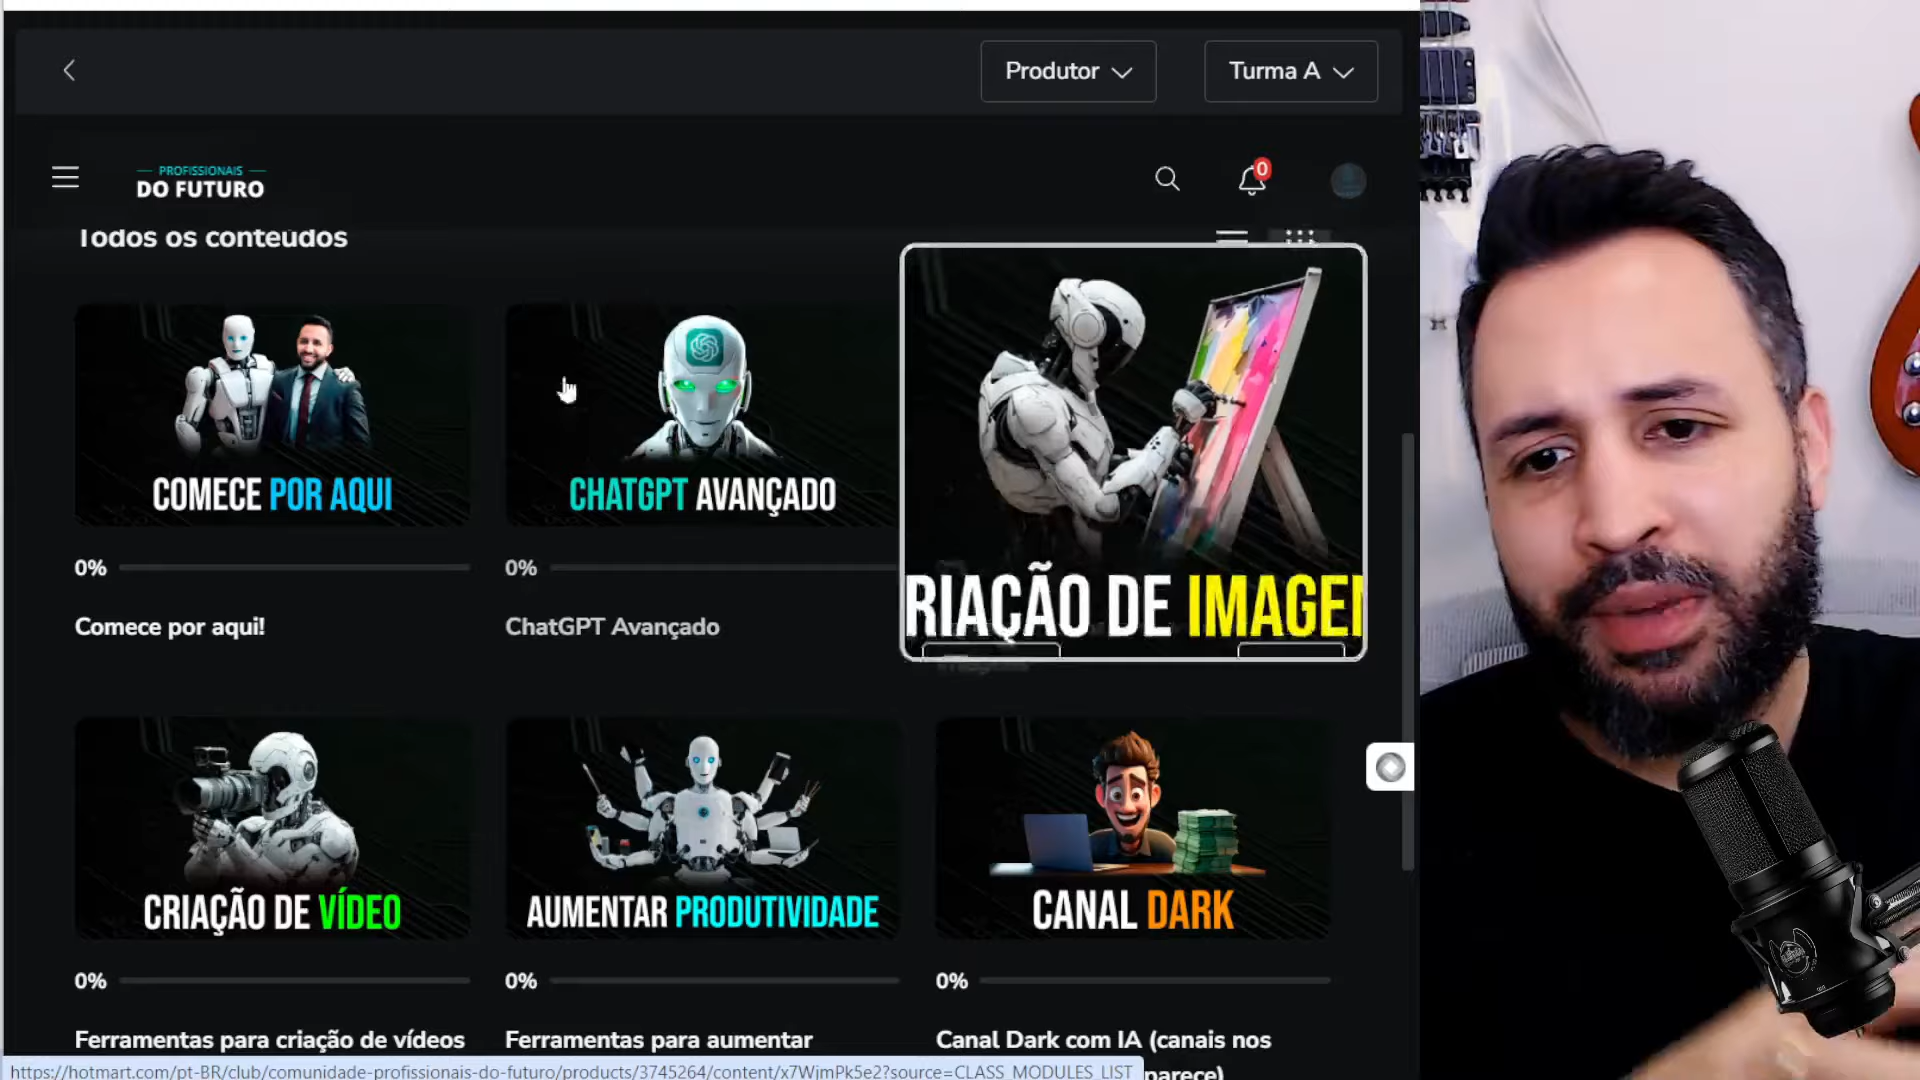 Produtor
Turma A
PROFISSIONAIS
DO FUTURO
0
Todos os conteúdos
COMECE POR AQUI
CHATGPT AVANÇADO
RIAÇÃO DE IMAGE
0%
0%
Comece por aqui!
ChatGPT Avançado
CRIAÇÃO DE VÍDEO
AUMENTAR PRODUTIVIDADE
CANAL DARK
0%
0%
0%
Ferramentas para criação de vídeos
Ferramentas para aumentar
Canal Dark com IA (canais nos
parece)
https://hotmart.com/pt-BR/club/comunidade-profissionais-do-futuro/products/3745264/content/x7WjmPk5e2?source=CLASS_MODULES_LIST